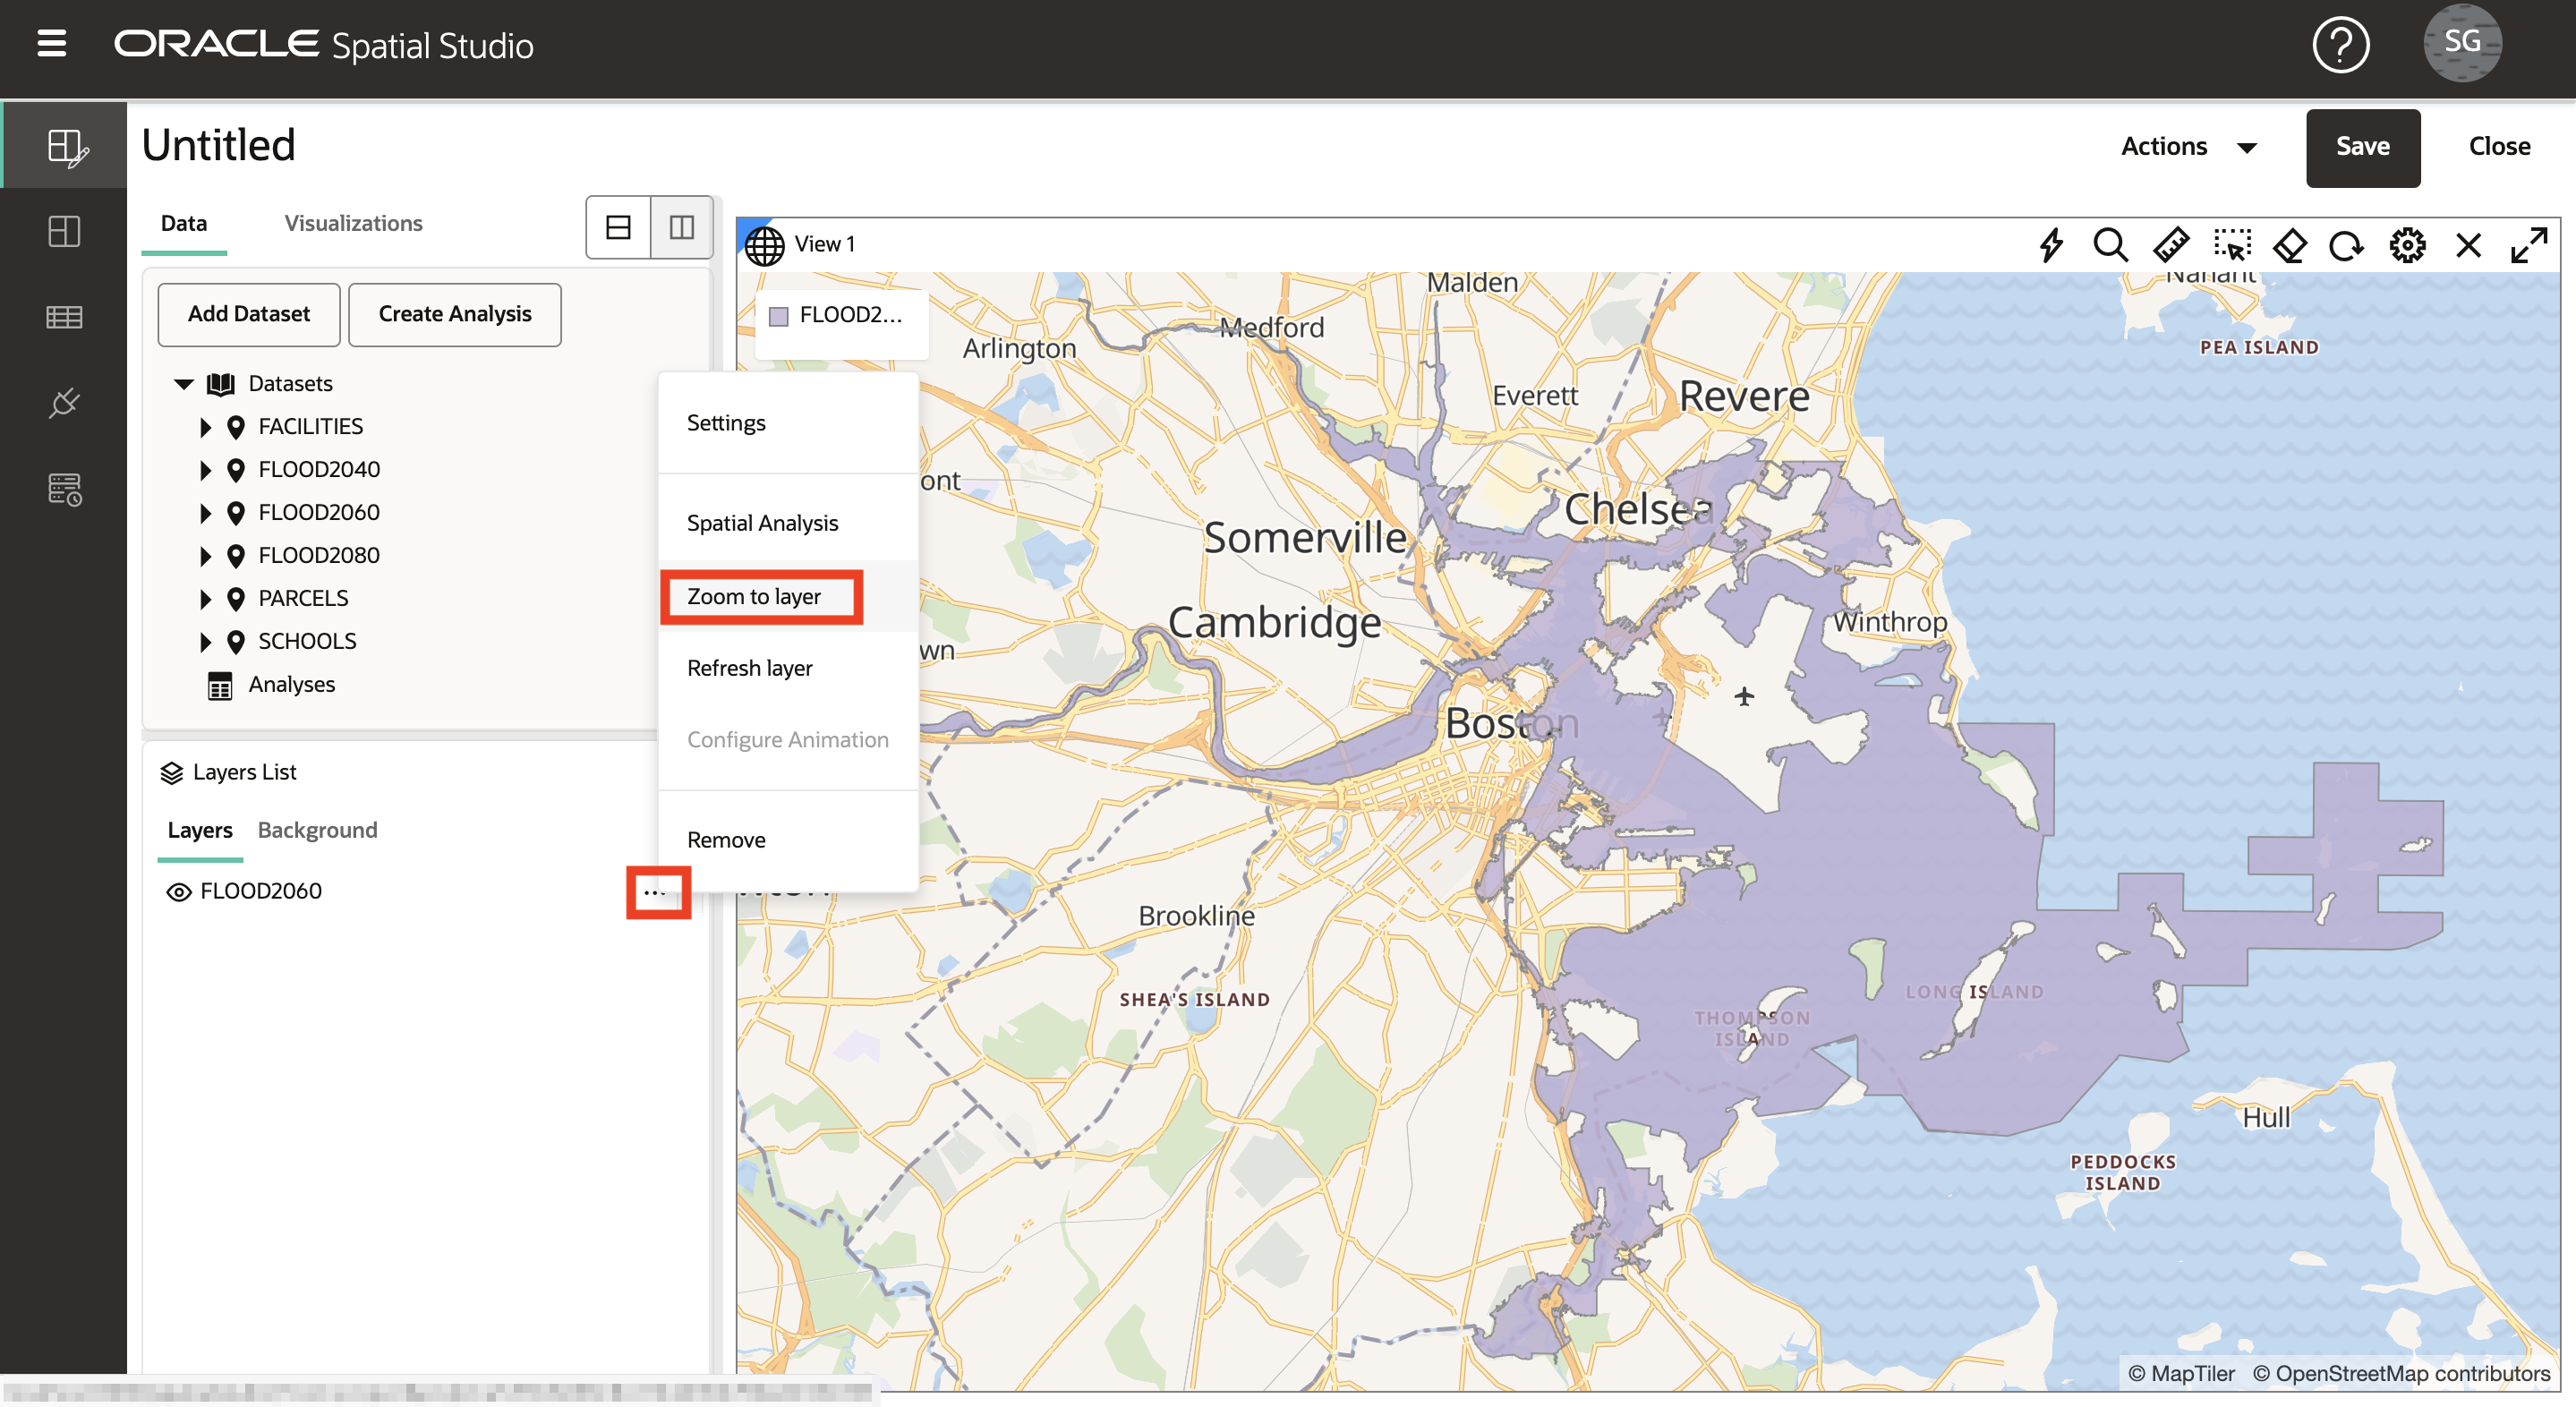 ORACLE Spatial Studio
SG
Untitled
Actions
Save
Close
Data
Visualizations
View 1
Add Dataset
Create Analysis
Datasets
FACILITIES
FLOOD2040
FLOOD2060
FLOOD2080
PARCELS
SCHOOLS
Analyses
Layers List
Layers
Background
FLOOD2060
...
Settings
Spatial Analysis
Zoom to layer
Refresh layer
Configure Animation
Remove
FLOOD2...
Malden
Nahant
Medford
Arlington
PEA ISLAND
Everett
Revere
ont
Chelsea
Somerville
Cambridge
Winthrop
wn
Boston
Brookline
SHEA'S ISLAND
LONG ISLAND
THOMPSON
ISLAND
Hull
PEDDOCKS
ISLAND
© MapTiler © OpenStreetMap contributors